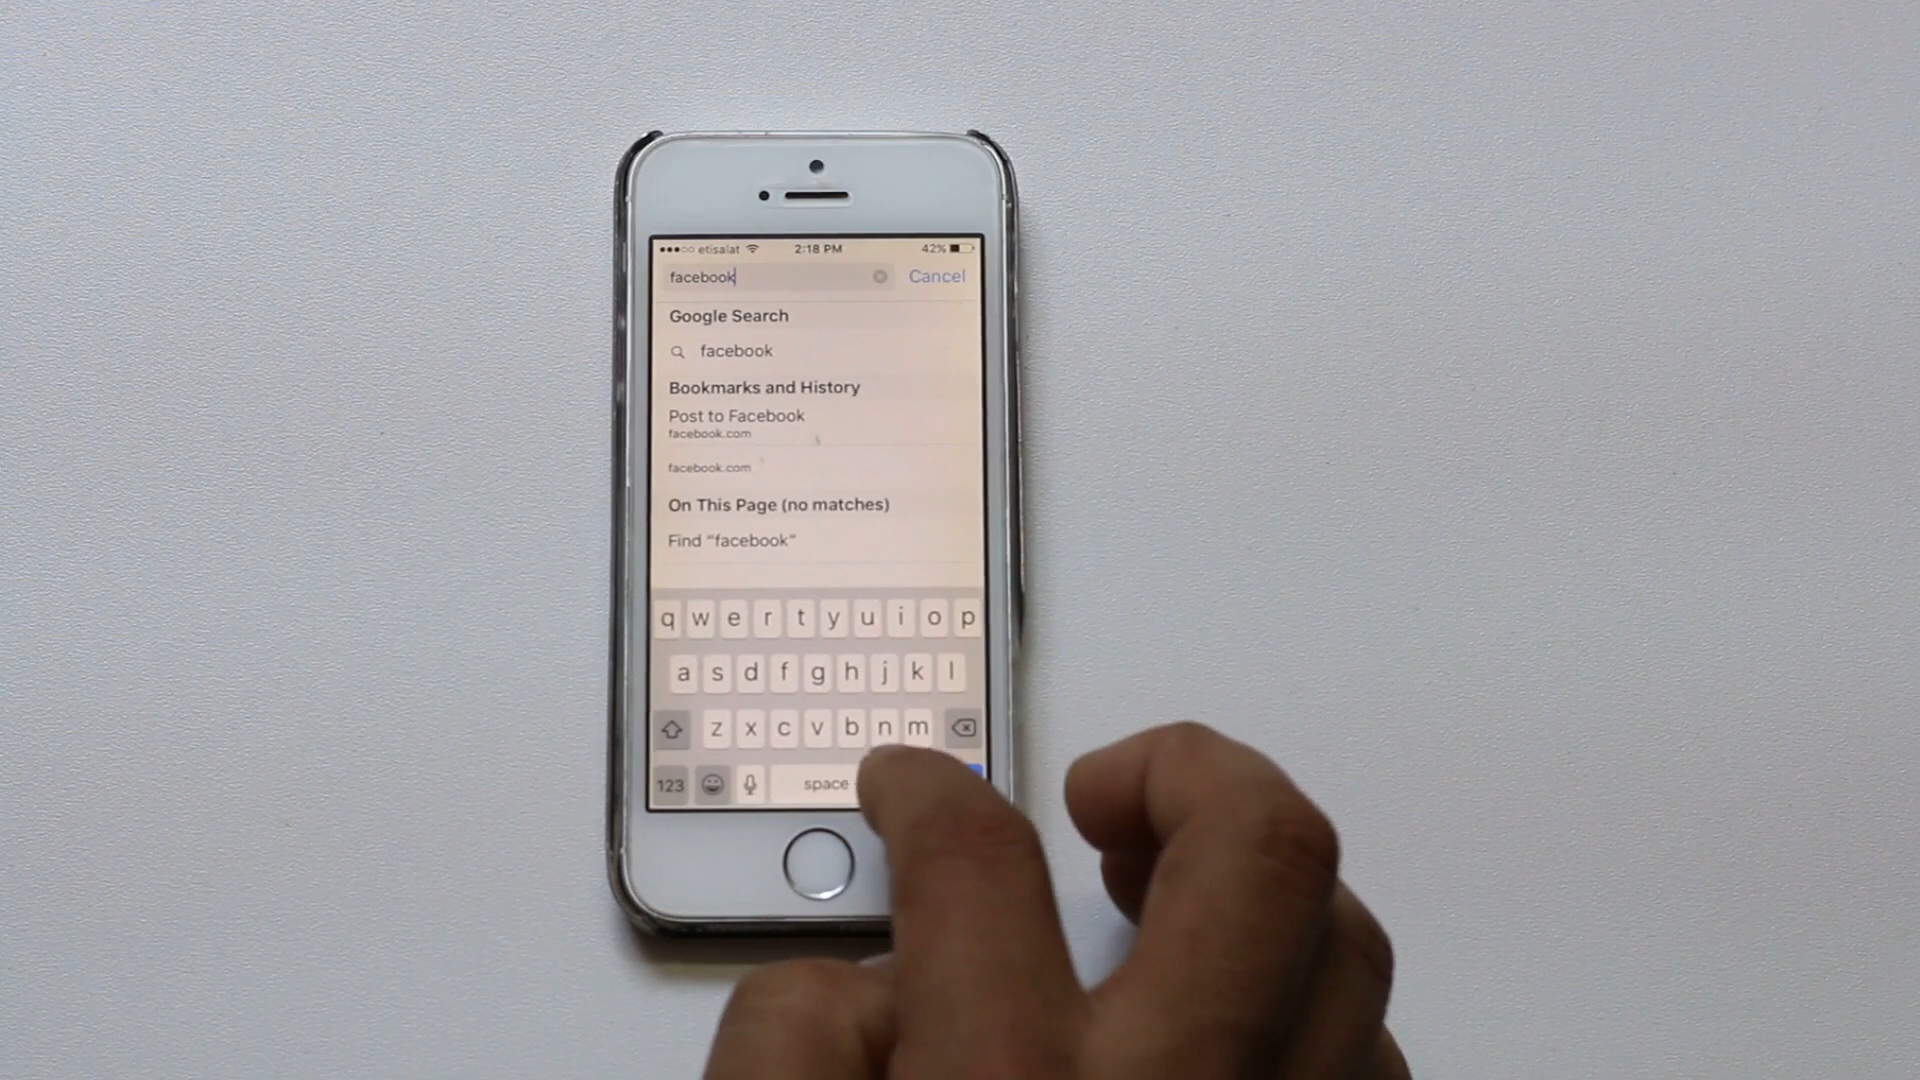 etisalat 2:18 PM 42%
facebook Cancel
Google Search
facebook
Bookmarks and History
Post to Facebook
facebook.com
facebook.com
On This Page (no matches)
Find “facebook”
q w e r t y u i o p
a s d f g h j k l
z x c v b n m
123 space